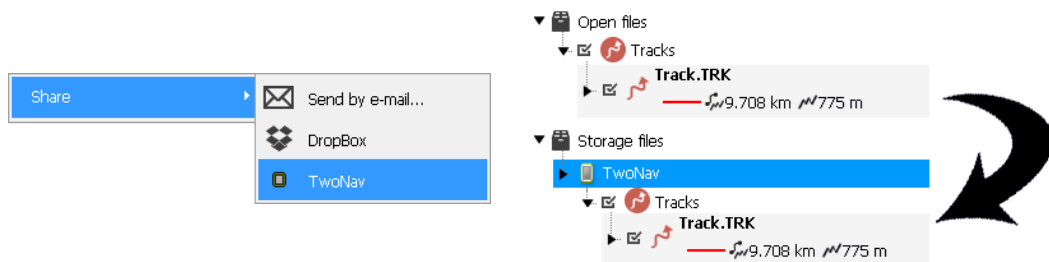 Share
Send by e-mail...
DropBox
TwoNav
Open files
Tracks
Track.TRK
9.708 km 775 m
Storage files
TwoNav
Tracks
Track.TRK
9.708 km 775 m